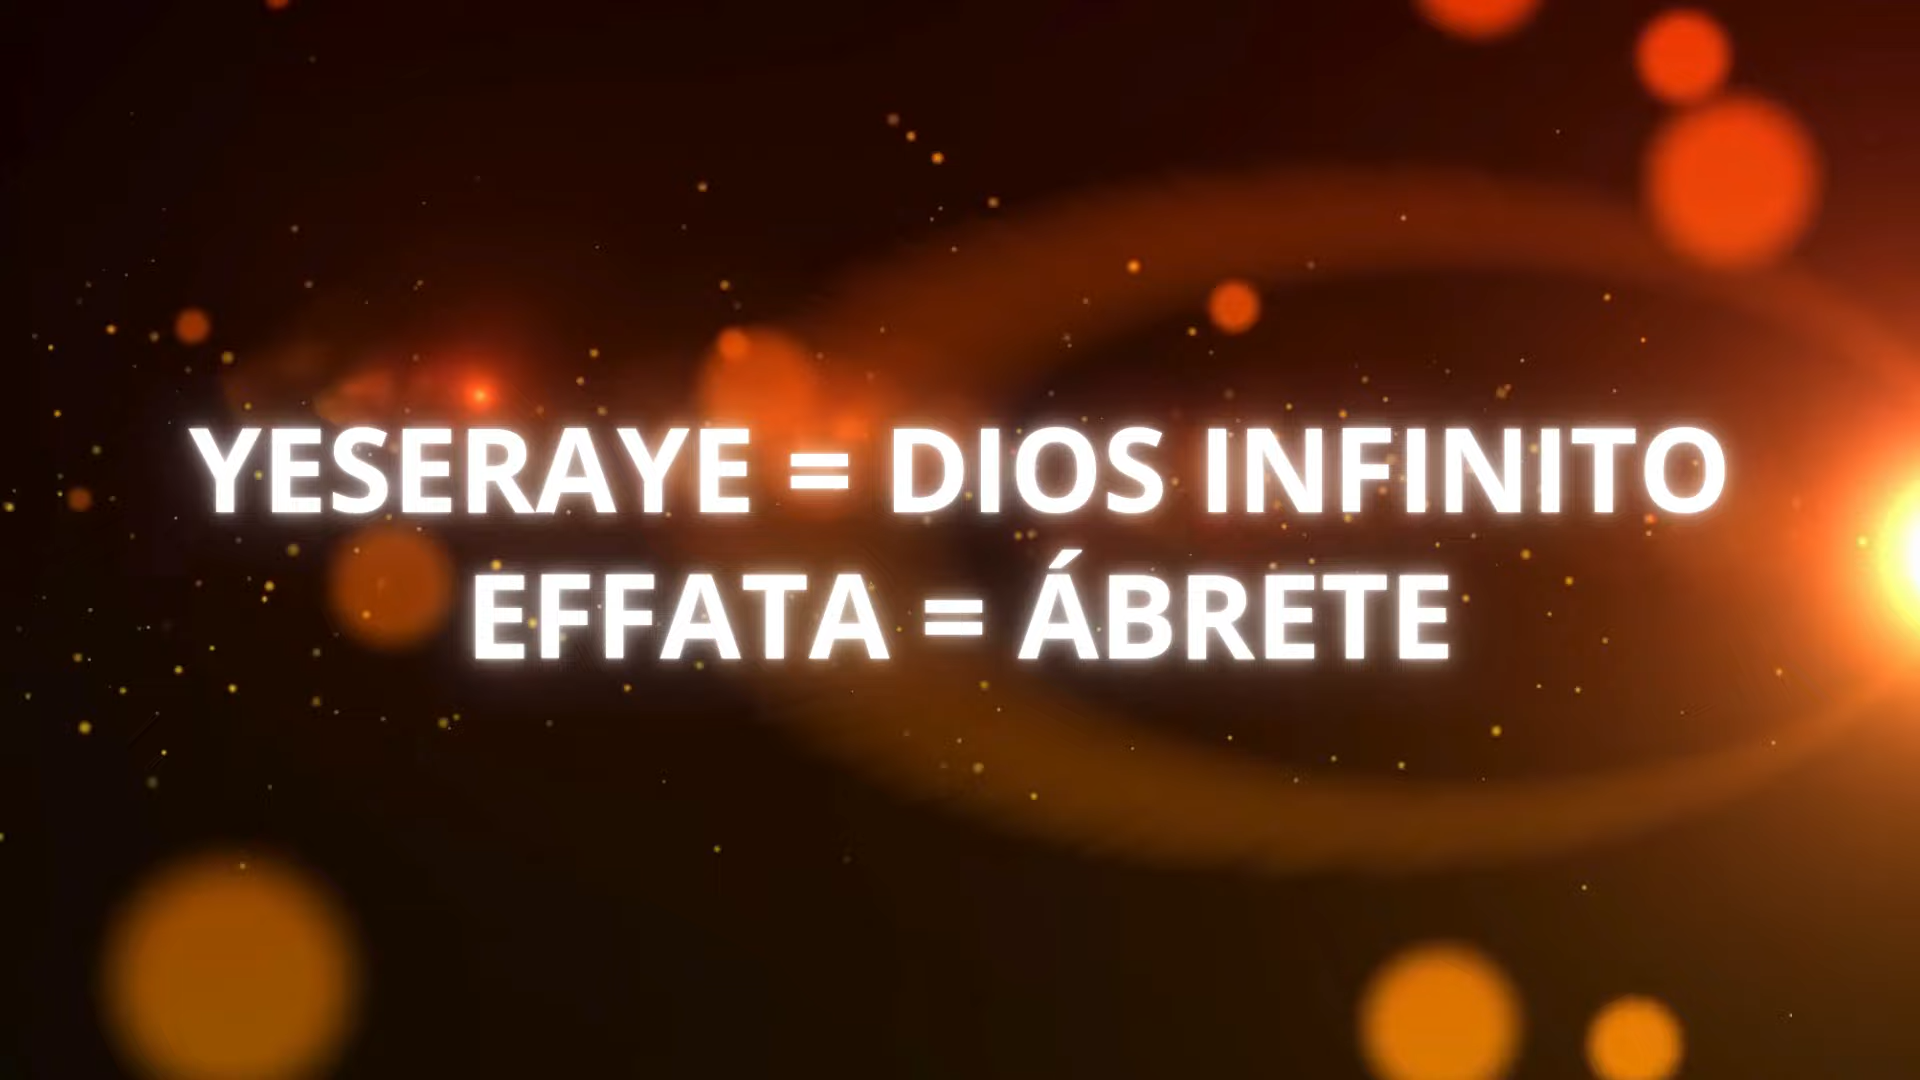 YESERAYE = DIOS INFINITO
EFFATA = ÁBRETE